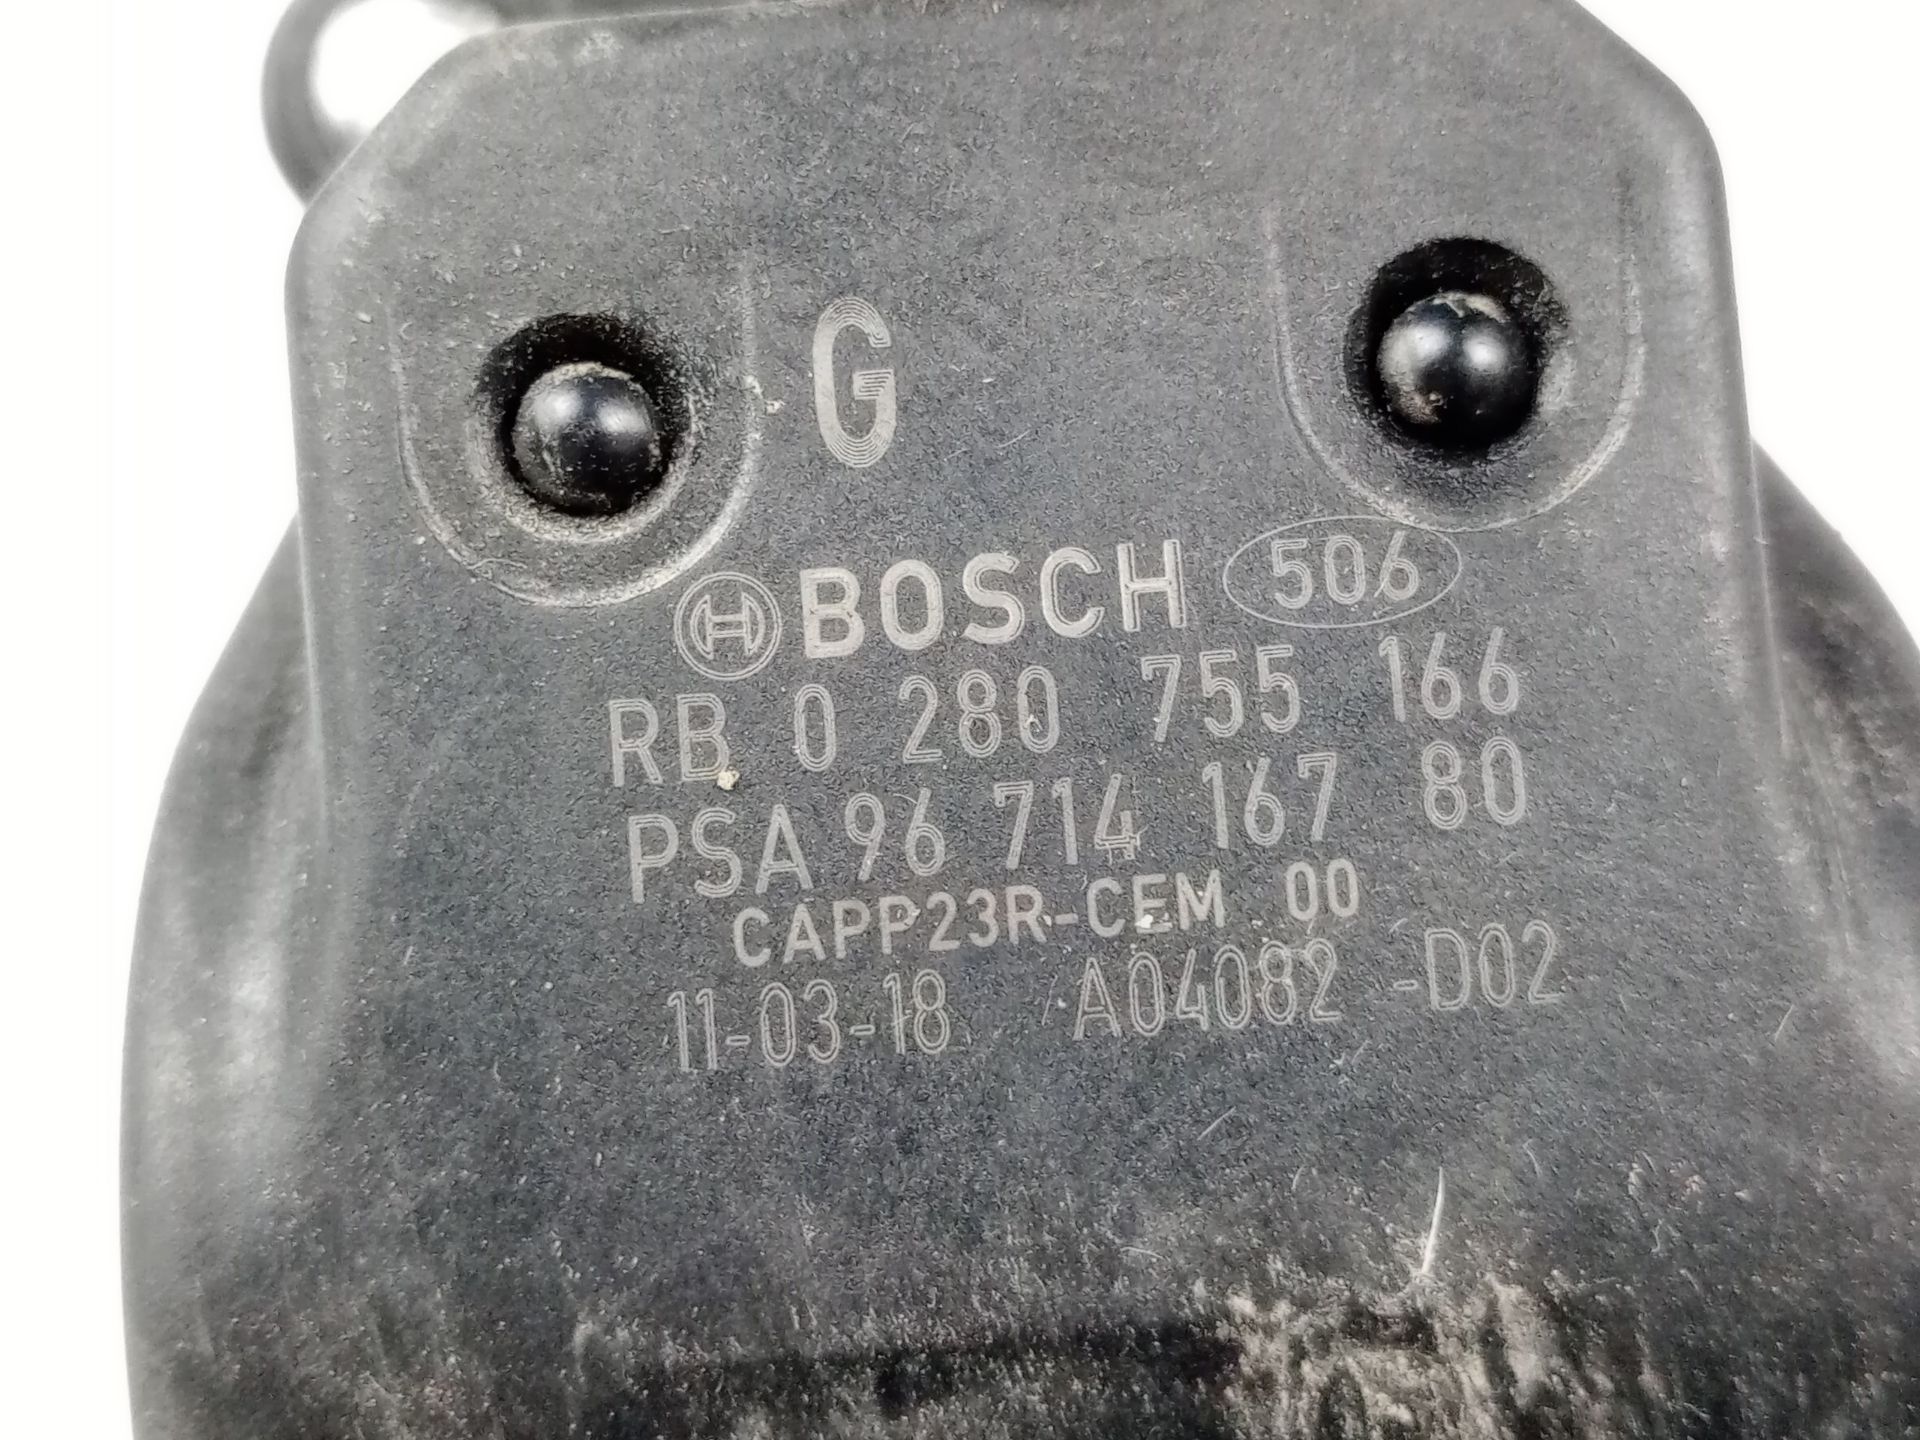 G
BOSCH 506
RB 0 280 755 166
PSA 96 714 167 80
CAPP23R-CEM 00
11-03-18 A04082 -D02